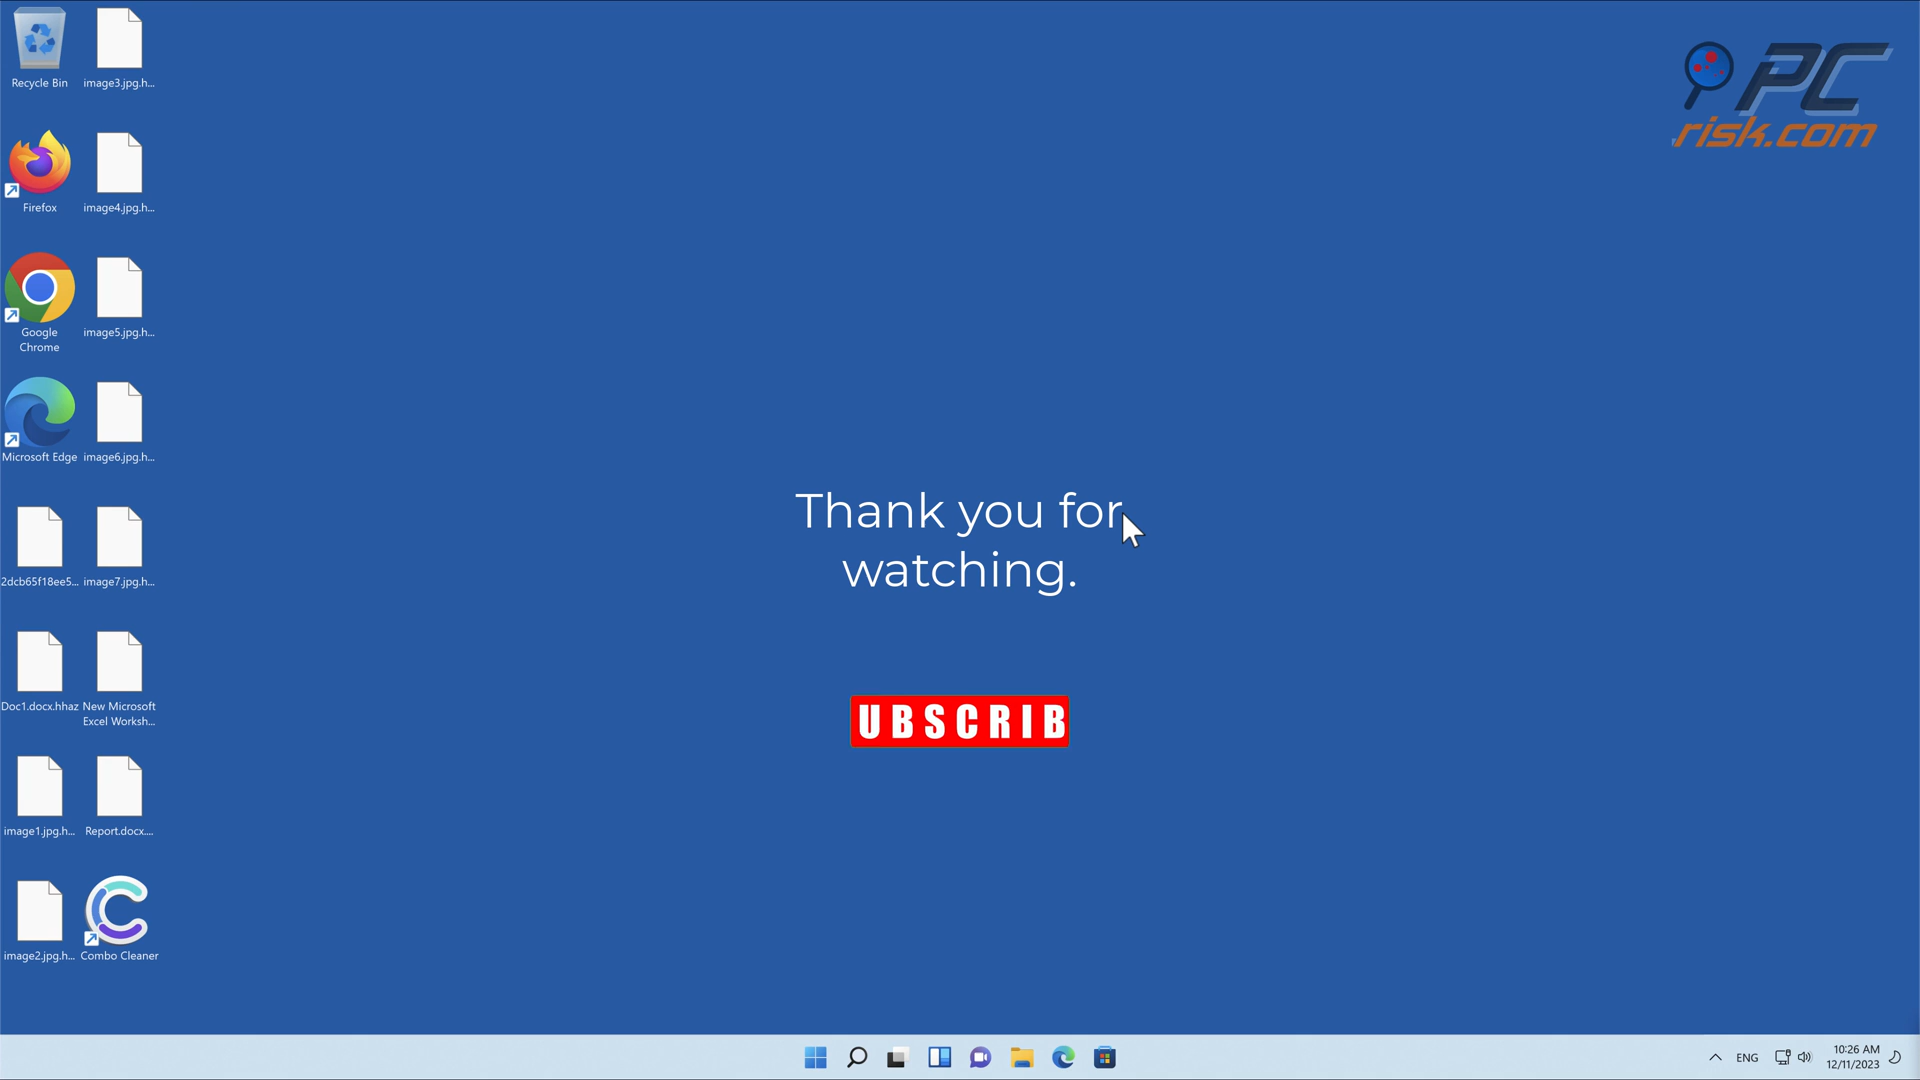 Recycle Bin
image3.jpg.h...
Firefox
image4.jpg.h...
Google
Chrome
image5.jpg.h...
Microsoft Edge
image6.jpg.h...
2dcb65f18ee5...
image7.jpg.h...
Doc1.docx.hhaz
New Microsoft
Excel Worksh...
image1.jpg.h...
Report.docx....
image2.jpg.h...
Combo Cleaner
PC
risk.com
Thank you for
watching.
UBSCRIB
ENG
10:26 AM
12/11/2023